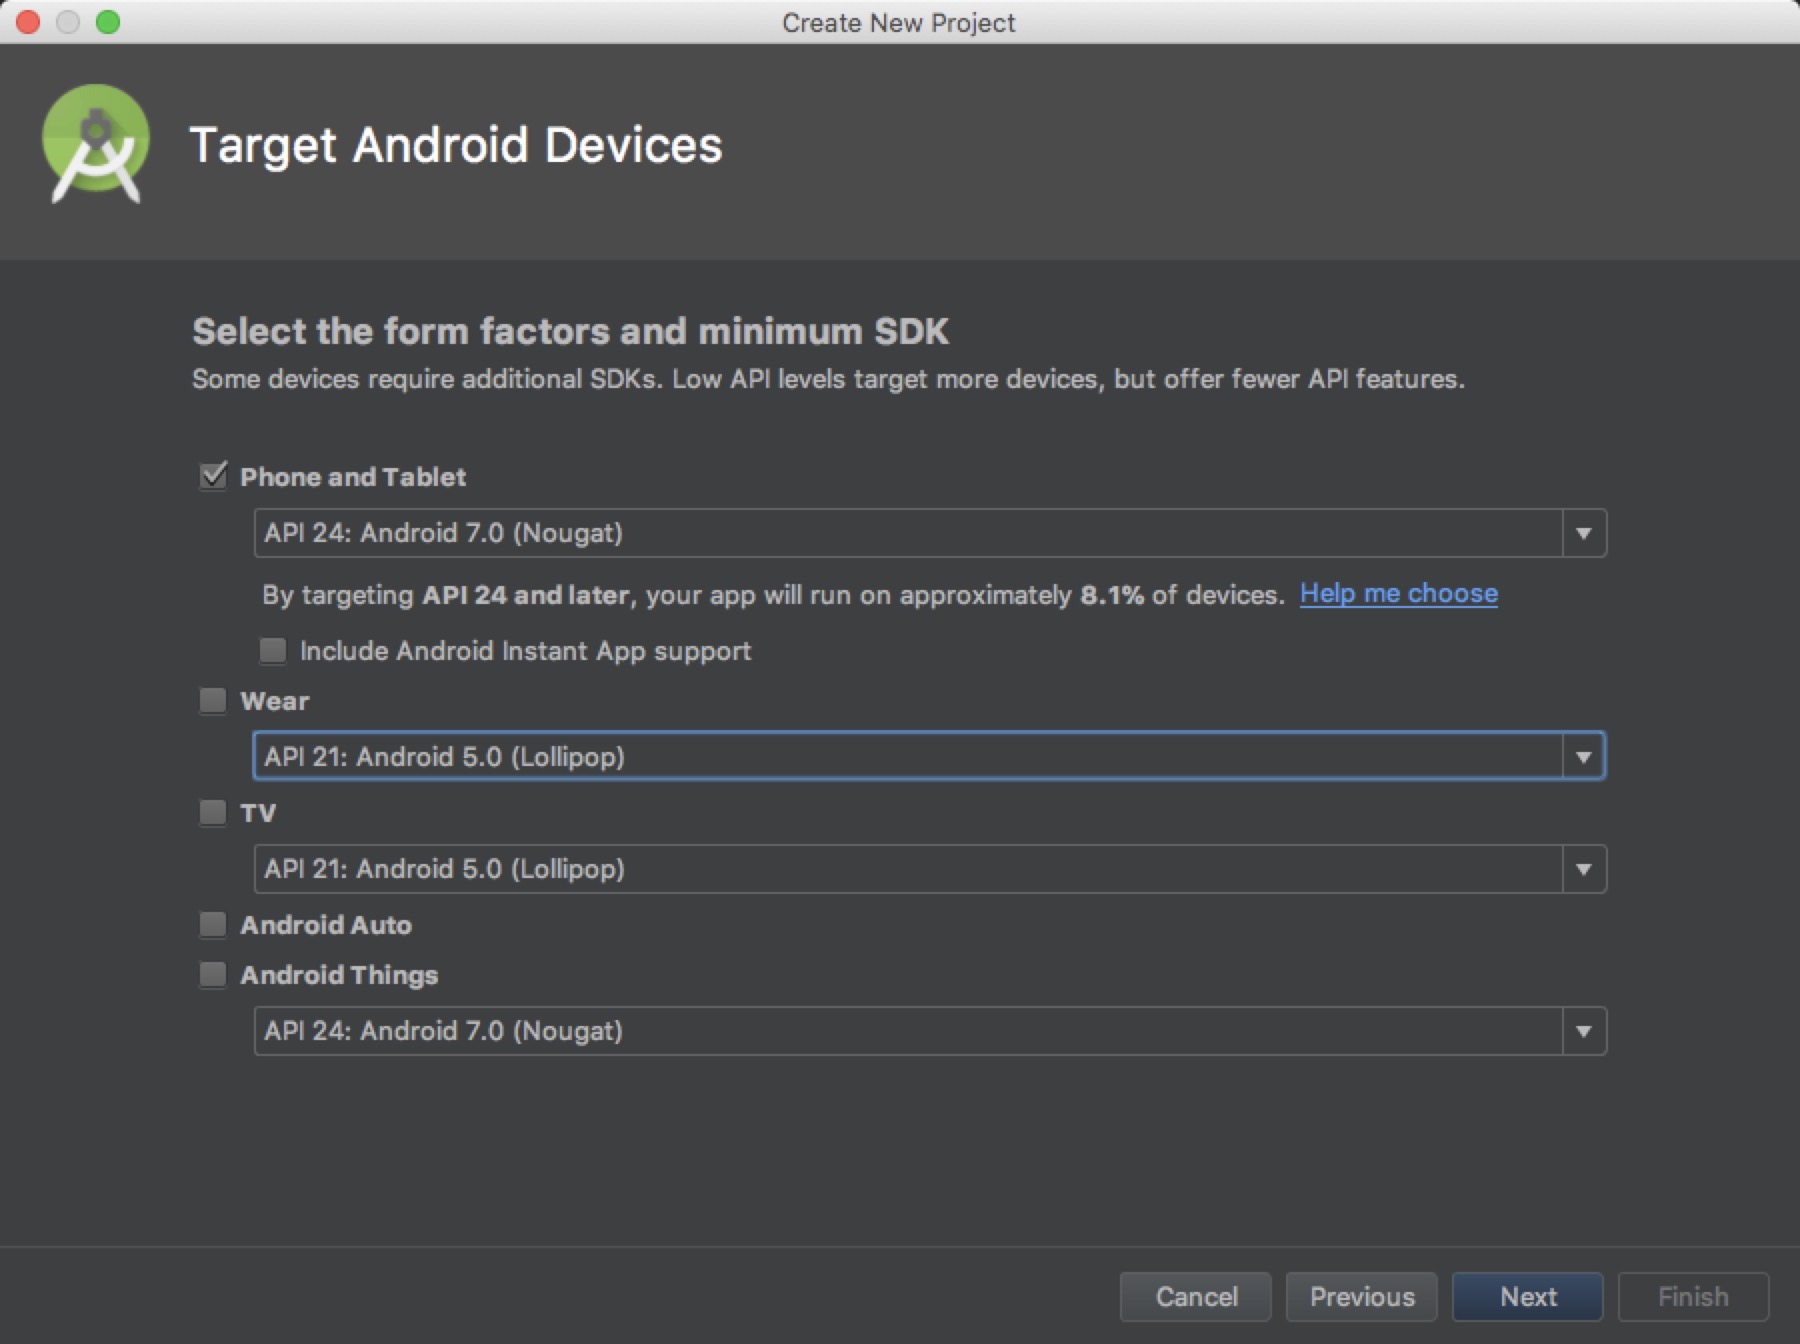 Create New Project
Target Android Devices
Select the form factors and minimum SDK
Some devices require additional SDKs. Low API levels target more devices, but offer fewer API features.
Phone and Tablet
API 24: Android 7.0 (Nougat)
By targeting API 24 and later, your app will run on approximately 8.1% of devices. Help me choose
Include Android Instant App support
Wear
API 21: Android 5.0 (Lollipop)
TV
API 21: Android 5.0 (Lollipop)
Android Auto
Android Things
API 24: Android 7.0 (Nougat)
Cancel Previous Next Finish